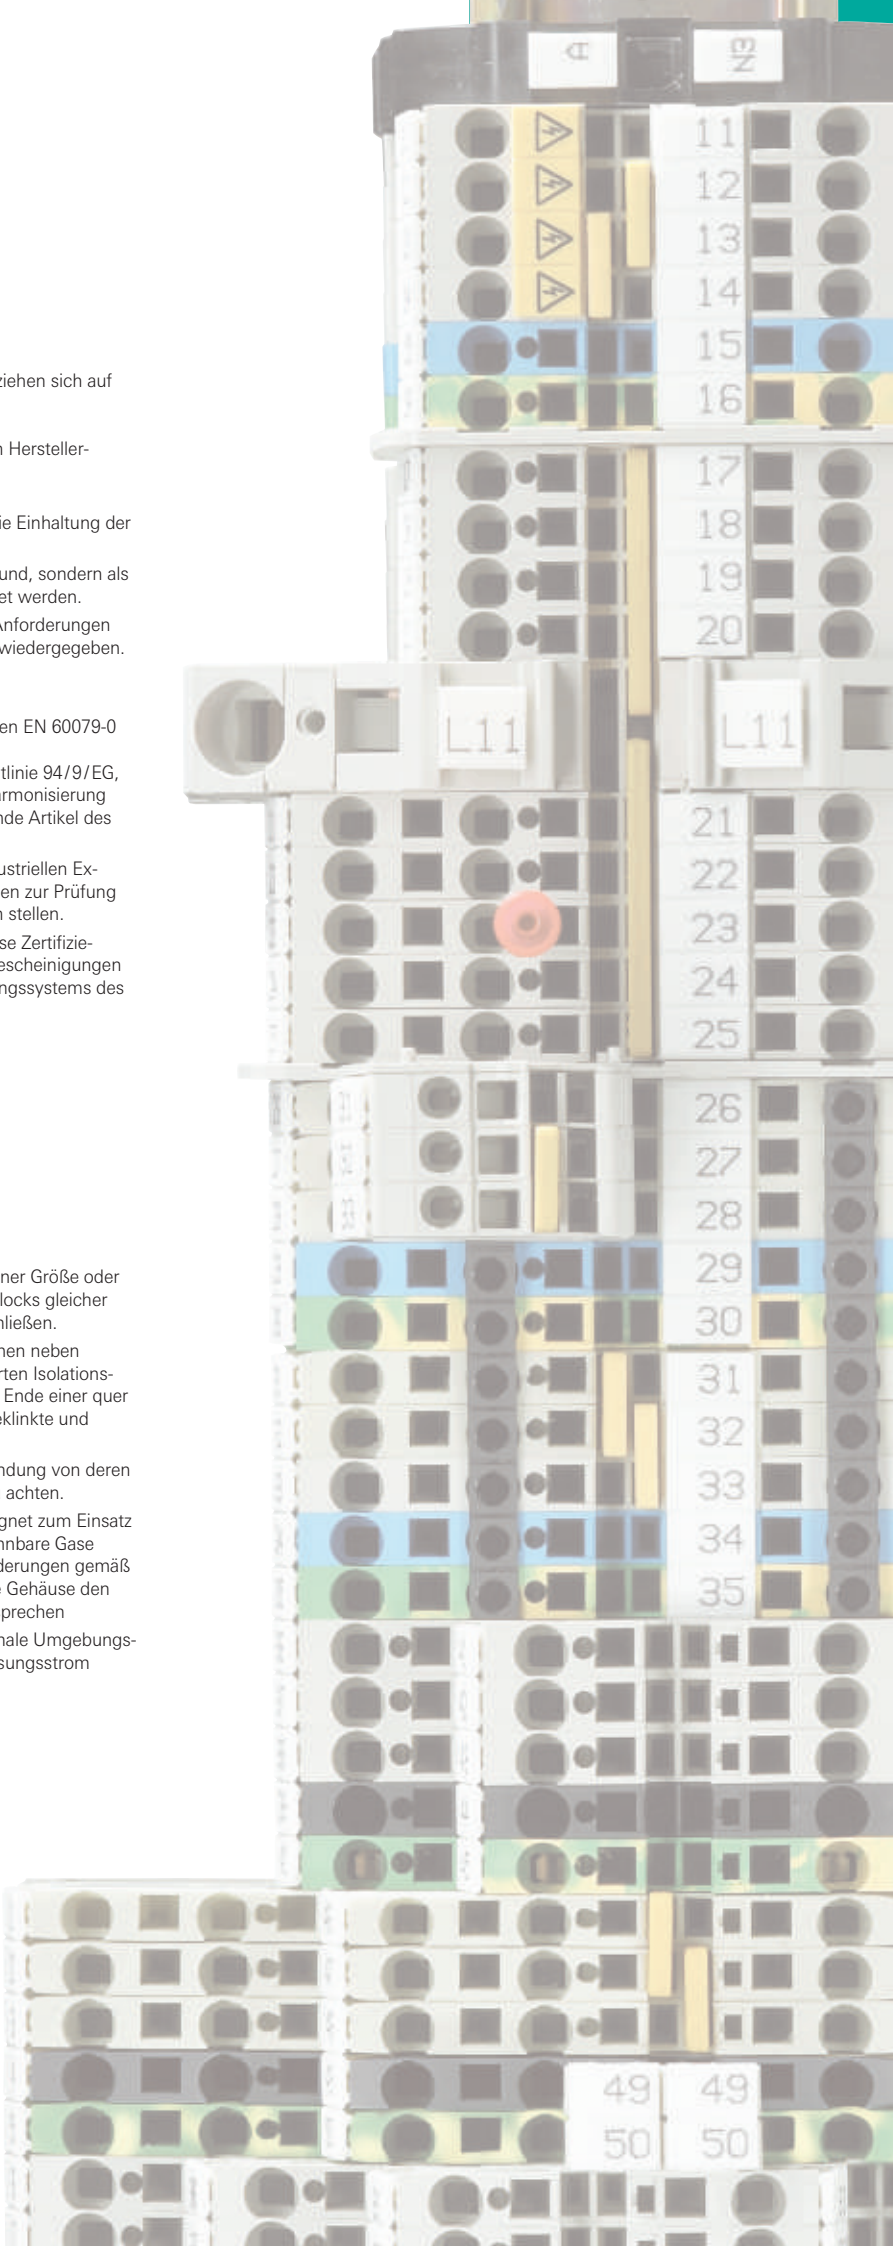 ziehen sich auf
Hersteller-
ie Einhaltung der
und, sondern als
et werden.
Anforderungen
wiedergegeben.
en EN 60079-0
tlinie 94/9/EG,
armonisierung
nde Artikel des
ustriellen Ex-
en zur Prüfung
stellen.
se Zertifizie-
escheinigungen
ngssystems des
ner Größe oder
locks gleicher
hließen.
nen neben
rten Isolations-
Ende einer quer
eklinkte und
ndung von deren
achten.
gnet zum Einsatz
nnbare Gase
derungen gemäß
Gehäuse den
sprechen
nale Umgebungs-
sungsstrom
A
EN
11
12
13
14
15
16
17
18
19
20
L11 L11
21
22
23
24
25
26
27
28
29
30
31
32
33
34
35
49 49
50 50